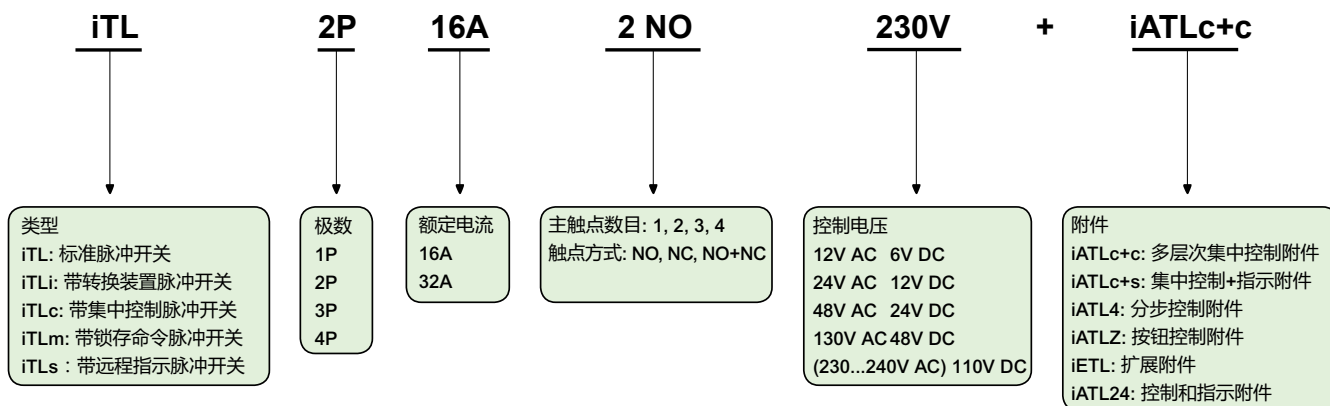 iTL 2P 16A 2 NO 230V + iATLc+c
类型
iTL: 标准脉冲开关
iTLi: 带转换装置脉冲开关
iTLc: 带集中控制脉冲开关
iTLm: 带锁存命令脉冲开关
iTLs：带远程指示脉冲开关
极数
1P
2P
3P
4P
额定电流
16A
32A
主触点数目: 1, 2, 3, 4
触点方式: NO, NC, NO+NC
控制电压
12V AC 6V DC
24V AC 12V DC
48V AC 24V DC
130V AC 48V DC
(230...240V AC) 110V DC
附件
iATLc+c: 多层次集中控制附件
iATLc+s: 集中控制+指示附件
iATL4: 分步控制附件
iATLZ: 按钮控制附件
iETL: 扩展附件
iATL24: 控制和指示附件